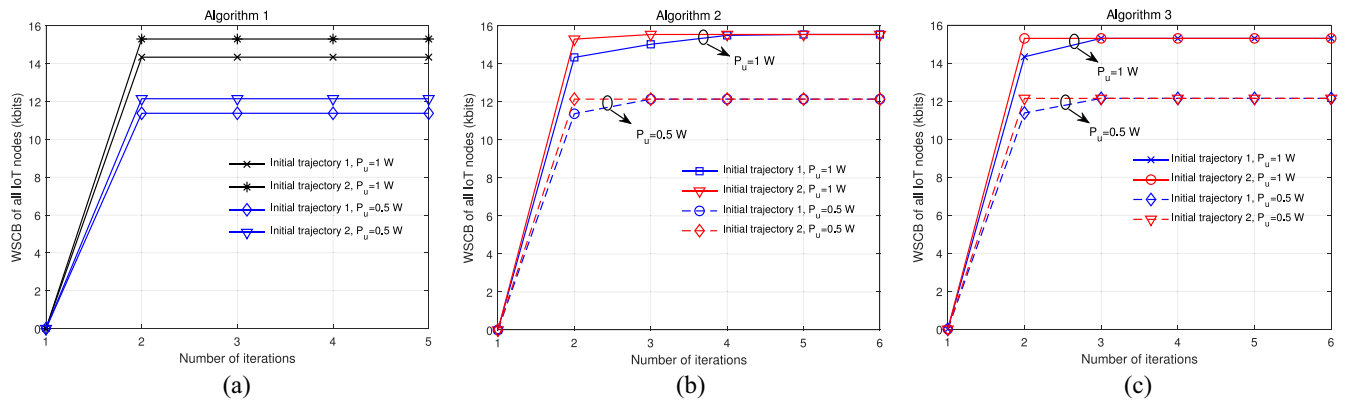 Algorithm 1
WSCB of all IoT nodes (kbits)
16
14
12
10
8
6
4
2
0
Initial trajectory 1, P_u=1 W
Initial trajectory 2, P_u=1 W
Initial trajectory 1, P_u=0.5 W
Initial trajectory 2, P_u=0.5 W
1 2 3 4 5
Number of iterations
(a)
Algorithm 2
WSCB of all IoT nodes (kbits)
16
14
12
10
8
6
4
2
0
P_u=1 W
P_u=0.5 W
Initial trajectory 1, P_u=1 W
Initial trajectory 2, P_u=1 W
Initial trajectory 1, P_u=0.5 W
Initial trajectory 2, P_u=0.5 W
1 2 3 4 5 6
Number of iterations
(b)
Algorithm 3
WSCB of all IoT nodes (kbits)
16
14
12
10
8
6
4
2
0
P_u=1 W
P_u=0.5 W
Initial trajectory 1, P_u=1 W
Initial trajectory 2, P_u=1 W
Initial trajectory 1, P_u=0.5 W
Initial trajectory 2, P_u=0.5 W
1 2 3 4 5 6
Number of iterations
(c)